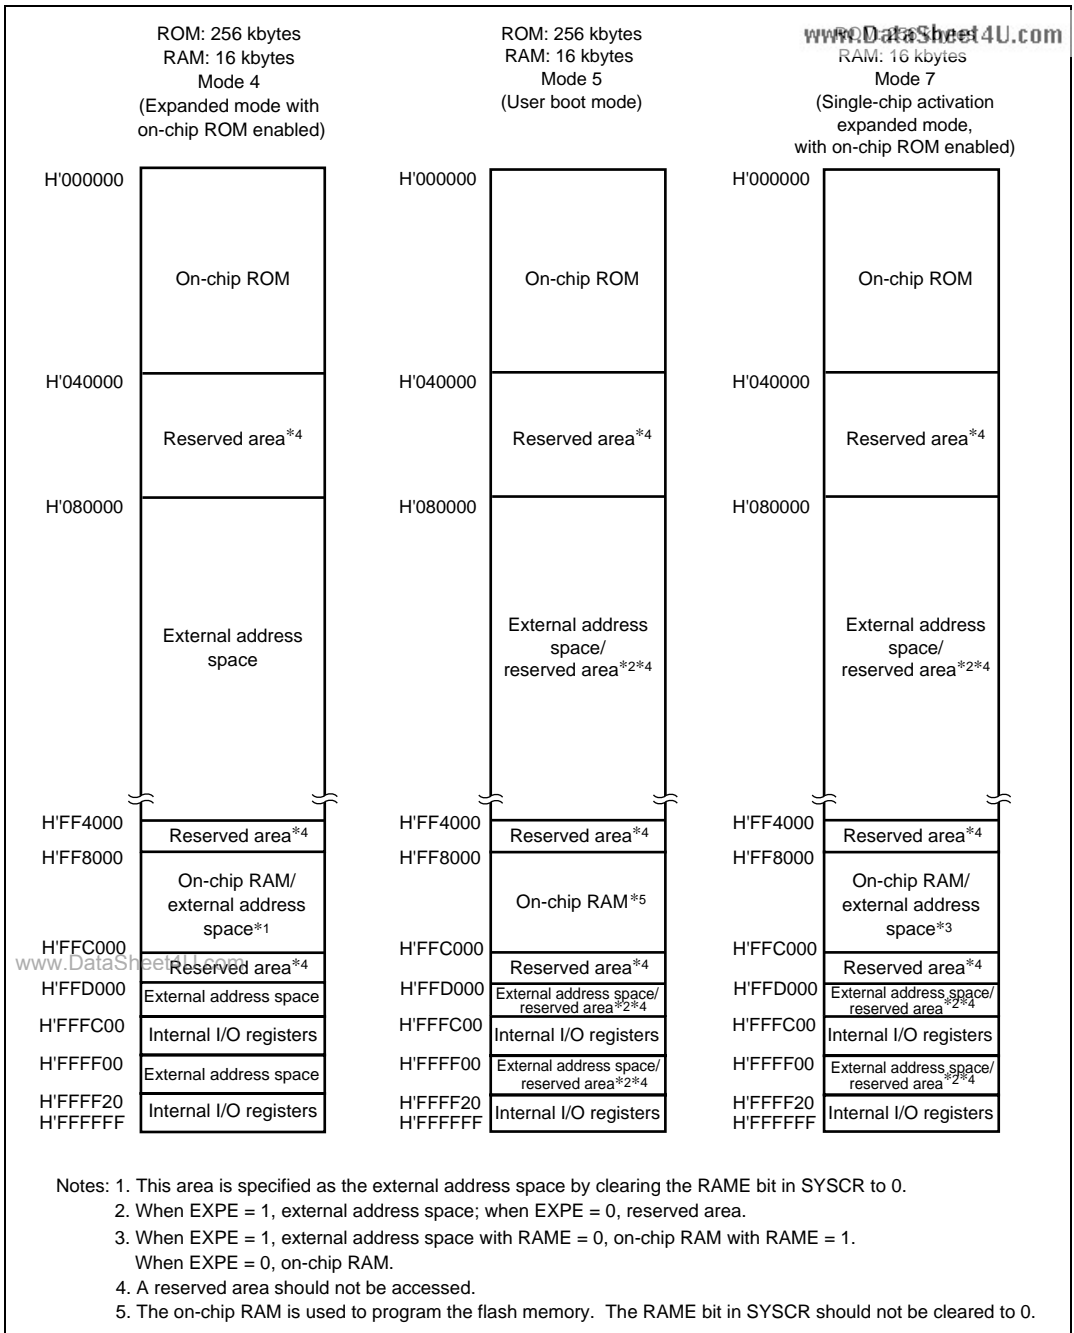 ROM: 256 kbytes
RAM: 16 kbytes
Mode 4
(Expanded mode with
on-chip ROM enabled)
H'000000
On-chip ROM
H'040000
Reserved area*4
H'080000
External address
space
H'FF4000
Reserved area*4
H'FF8000
On-chip RAM/
external address
space*1
H'FFC000
Reserved area*4
H'FFD000
External address space
H'FFFC00
Internal I/O registers
H'FFFF00
External address space
H'FFFF20
Internal I/O registers
H'FFFFFF
ROM: 256 kbytes
RAM: 16 kbytes
Mode 5
(User boot mode)
H'000000
On-chip ROM
H'040000
Reserved area*4
H'080000
External address
space/
reserved area*2*4
H'FF4000
Reserved area*4
H'FF8000
On-chip RAM*5
H'FFC000
Reserved area*4
H'FFD000
External address space/
reserved area*2*4
H'FFFC00
Internal I/O registers
H'FFFF00
External address space/
reserved area*2*4
H'FFFF20
Internal I/O registers
H'FFFFFF
www.DataSheet4U.com
ROM: 256 kbytes
RAM: 16 kbytes
Mode 7
(Single-chip activation
expanded mode,
with on-chip ROM enabled)
H'000000
On-chip ROM
H'040000
Reserved area*4
H'080000
External address
space/
reserved area*2*4
H'FF4000
Reserved area*4
H'FF8000
On-chip RAM/
external address
space*3
H'FFC000
Reserved area*4
H'FFD000
External address space/
reserved area*2*4
H'FFFC00
Internal I/O registers
H'FFFF00
External address space/
reserved area*2*4
H'FFFF20
Internal I/O registers
H'FFFFFF
www.DataSheet4U.com
Notes: 1. This area is specified as the external address space by clearing the RAME bit in SYSCR to 0.
2. When EXPE = 1, external address space; when EXPE = 0, reserved area.
3. When EXPE = 1, external address space with RAME = 0, on-chip RAM with RAME = 1.
When EXPE = 0, on-chip RAM.
4. A reserved area should not be accessed.
5. The on-chip RAM is used to program the flash memory. The RAME bit in SYSCR should not be cleared to 0.